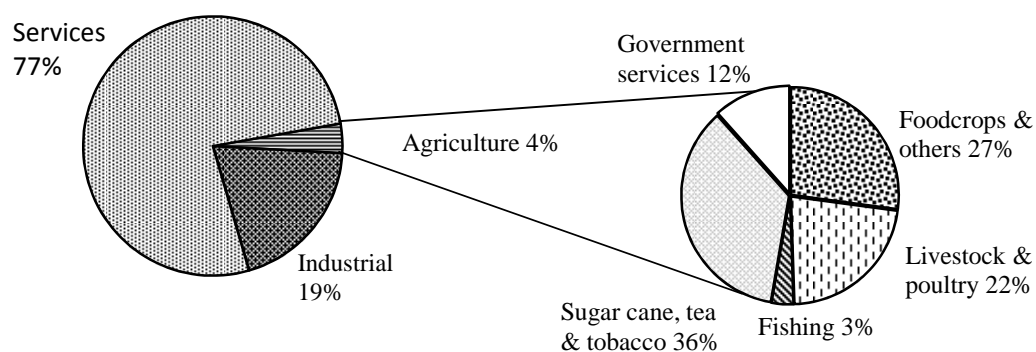 Services
77%
Agriculture 4%
Industrial
19%
Government
services 12%
Foodcrops &
others 27%
Livestock &
poultry 22%
Fishing 3%
Sugar cane, tea
& tobacco 36%